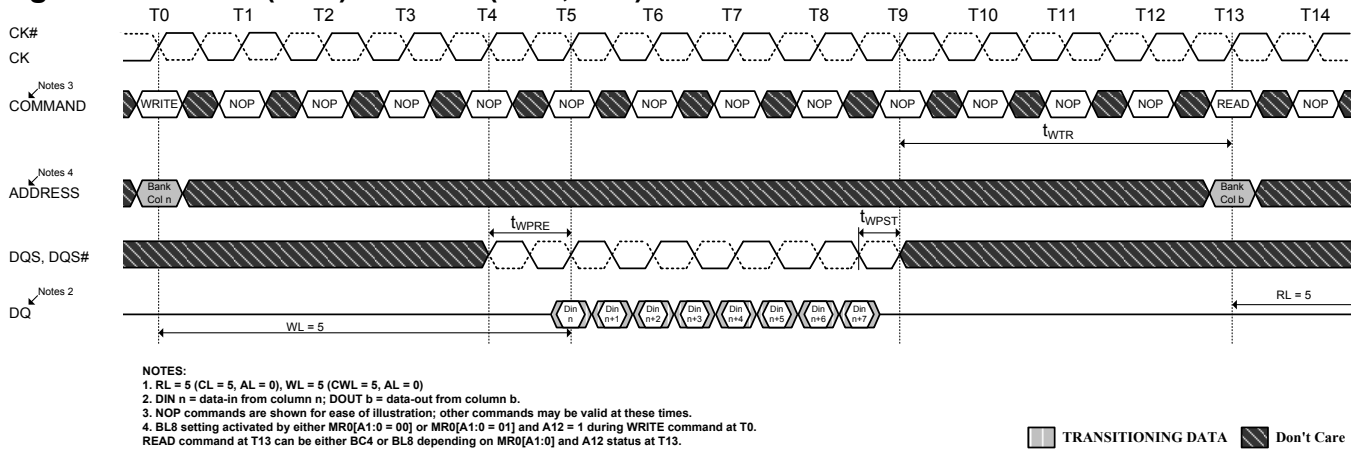 T0 T1 T2 T3 T4 T5 T6 T7 T8 T9 T10 T11 T12 T13 T14
CK#
CK
Notes 3
COMMAND
WRITE NOP NOP NOP NOP NOP NOP NOP NOP NOP NOP NOP NOP READ NOP
tWTR
Notes 4
ADDRESS
Bank
Col n
Bank
Col b
tWPRE
tWPST
DQS, DQS#
Notes 2
DQ
Din
n
Din
n+1
Din
n+2
Din
n+3
Din
n+4
Din
n+5
Din
n+6
Din
n+7
RL = 5
WL = 5
NOTES:
1. RL = 5 (CL = 5, AL = 0), WL = 5 (CWL = 5, AL = 0)
2. DIN n = data-in from column n; DOUT b = data-out from column b.
3. NOP commands are shown for ease of illustration; other commands may be valid at these times.
4. BL8 setting activated by either MR0[A1:0 = 00] or MR0[A1:0 = 01] and A12 = 1 during WRITE command at T0.
READ command at T13 can be either BC4 or BL8 depending on MR0[A1:0] and A12 status at T13.
TRANSITIONING DATA Don't Care